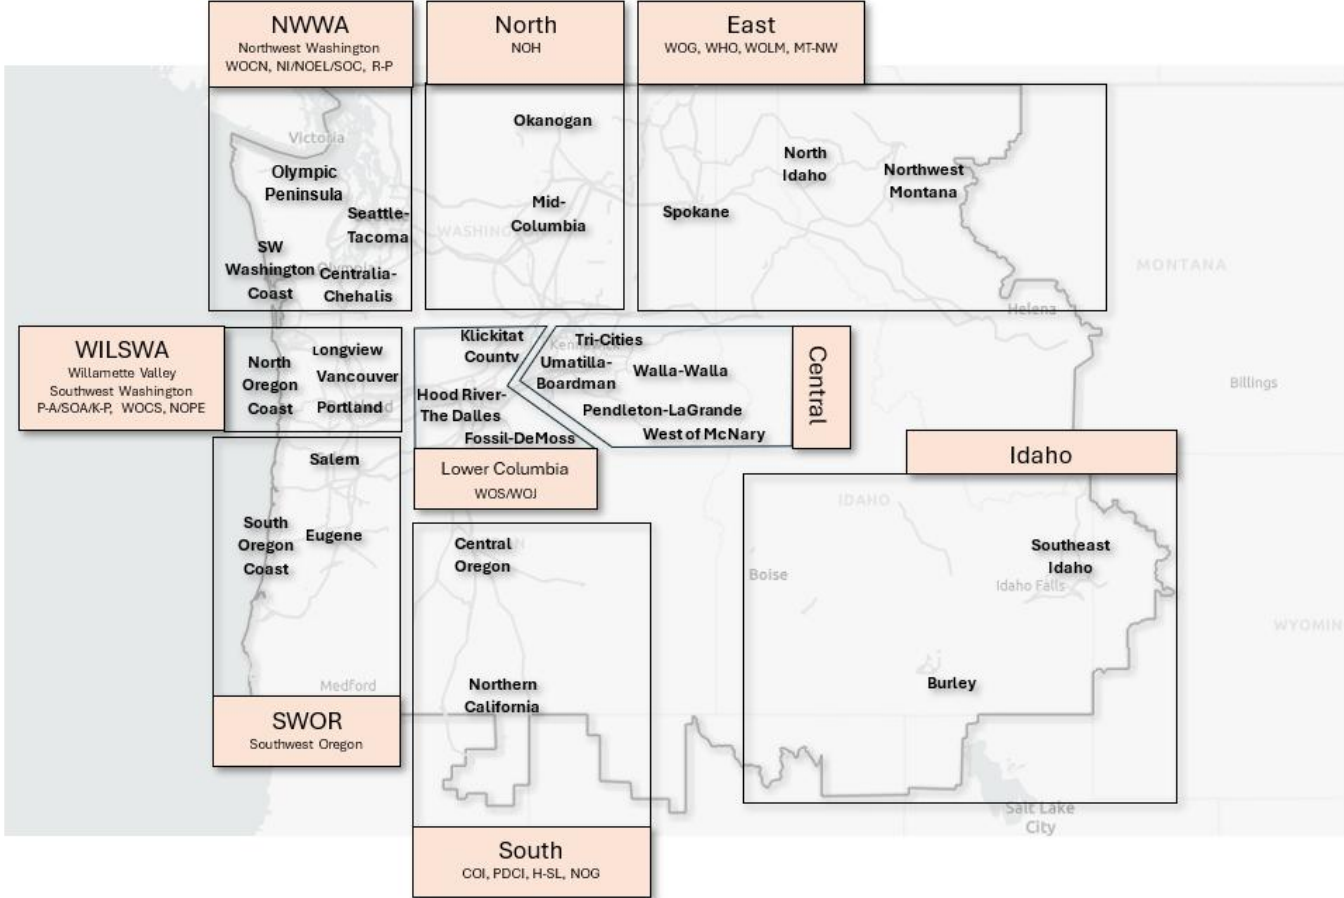 NWWA
Northwest Washington
WOCN, NI/NOEL/SOC, R-P
North
NOH
East
WOG, WHO, WOLM, MT-NW
Victoria
Olympic
Peninsula
Seattle-
Tacoma
SW
Washington
Coast
Centralia-
Chehalis
Okanogan
Mid-
Columbia
North
Idaho
Northwest
Montana
Spokane
MONTANA
Helena
WILSWA
Willamette Valley
Southwest Washington
P-A/SOA/K-P, WOCS, NOPE
North
Oregon
Coast
Longview
Vancouver
Portland
Klickitat
County
Hood River-
The Dalles
Fossil-DeMoss
Lower Columbia
WOS/WOJ
Tri-Cities
Umatilla-
Boardman
Walla-Walla
Pendleton-LaGrande
West of McNary
Central
Billings
Idaho
Salem
South
Oregon
Coast
Eugene
Medford
SWOR
Southwest Oregon
Central
Oregon
Northern
California
South
COI, PDCI, H-SL, NOG
IDAHO
Boise
Southeast
Idaho
Idaho Falls
Burley
WYOMIN
Salt Lake
City